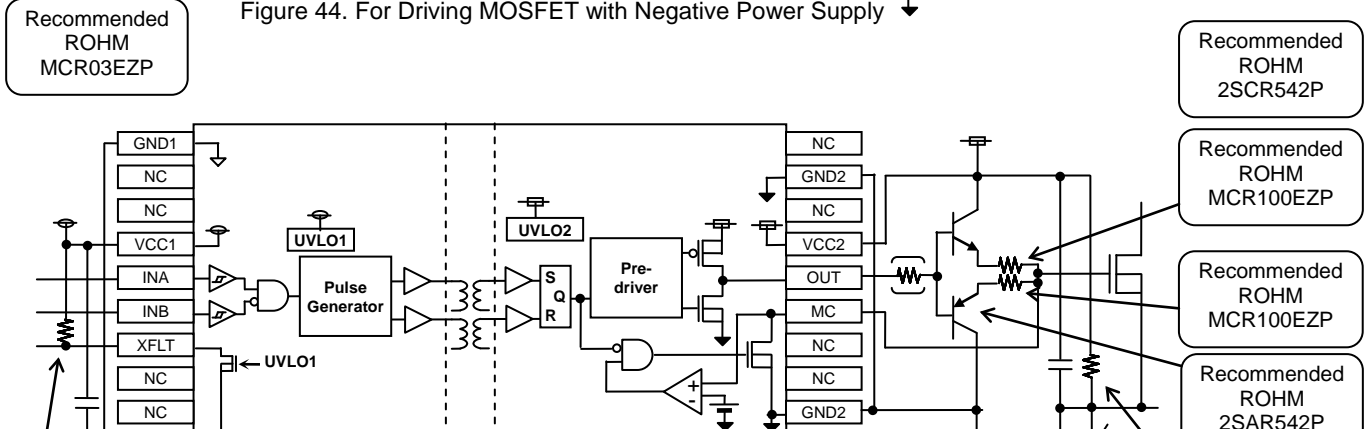 Figure 44. For Driving MOSFET with Negative Power Supply
Recommended
ROHM
MCR03EZP
Recommended
ROHM
2SCR542P
Recommended
ROHM
MCR100EZP
Recommended
ROHM
MCR100EZP
Recommended
ROHM
2SAR542P
GND1
NC
NC
VCC1
INA
INB
XFLT
NC
NC
UVLO1
Pulse
Generator
UVLO1
UVLO2
S
Q
R
Pre-
driver
+
-
NC
GND2
NC
VCC2
OUT
MC
NC
NC
GND2